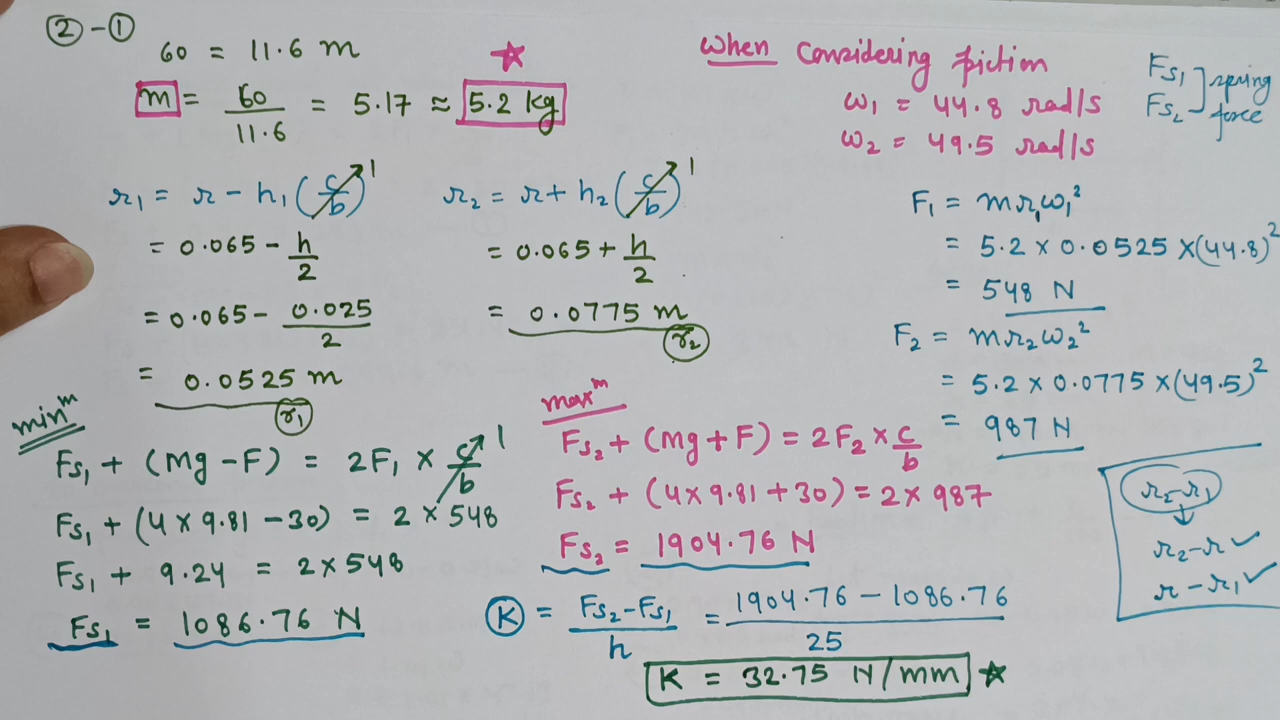 ② - ①
60 = 11.6 m
m = 60/11.6 = 5.17 ≈ 5.2 kg
r₁ = r - h₁ (c/b)↗1
= 0.065 - h/2
= 0.065 - 0.025/2
= 0.0525 m
r₁
r₂ = r + h₂ (c/b)↗1
= 0.065 + h/2
= 0.0775 m
r₂
When Considering friction
ω₁ = 44.8 rad/s
ω₂ = 49.5 rad/s
Fs₁
Fs₂ ] spring force
F₁ = m r₁ω₁²
= 5.2 × 0.0525 × (44.8)²
= 548 N
F₂ = m r₂ω₂²
= 5.2 × 0.0775 × (49.5)²
= 987 N
minᵐ
Fs₁ + (mg - F) = 2F₁ × c/b ↗1
Fs₁ + (4 × 9.81 - 30) = 2 × 548
Fs₁ + 9.24 = 2 × 548
Fs₁ = 1086.76 N
maxᵐ
Fs₂ + (mg + F) = 2F₂ × c/b
Fs₂ + (4 × 9.81 + 30) = 2 × 987
Fs₂ = 1904.76 N
K = Fs₂ - Fs₁/h = 1904.76 - 1086.76/25
K = 32.75 N/mm
r₂ - r₁
↓
r₂ - r ✓
r - r₁ ✓